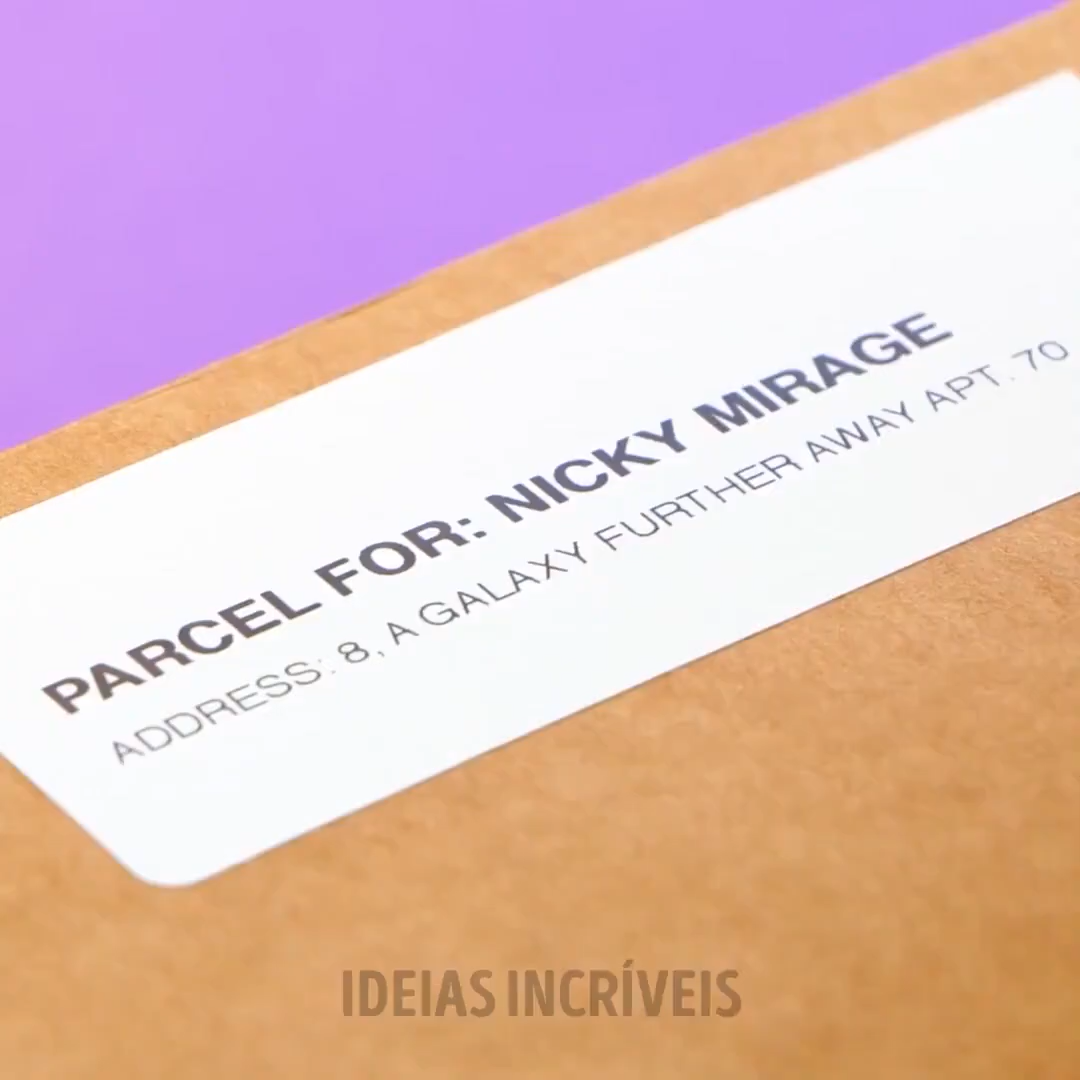 PARCEL FOR: NICKY MIRAGE
ADDRESS: 8, A GALAXY FURTHER AWAY APT. 70
IDEIAS INCRÍVEIS